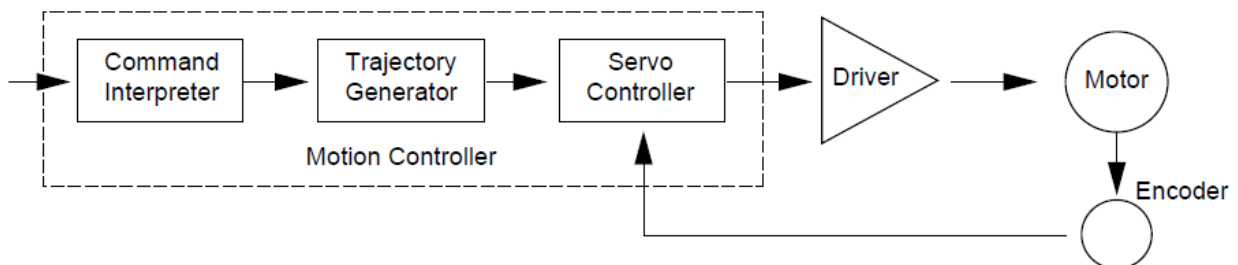 Command
Interpreter
Trajectory
Generator
Servo
Controller
Driver
Motor
Motion Controller
Encoder